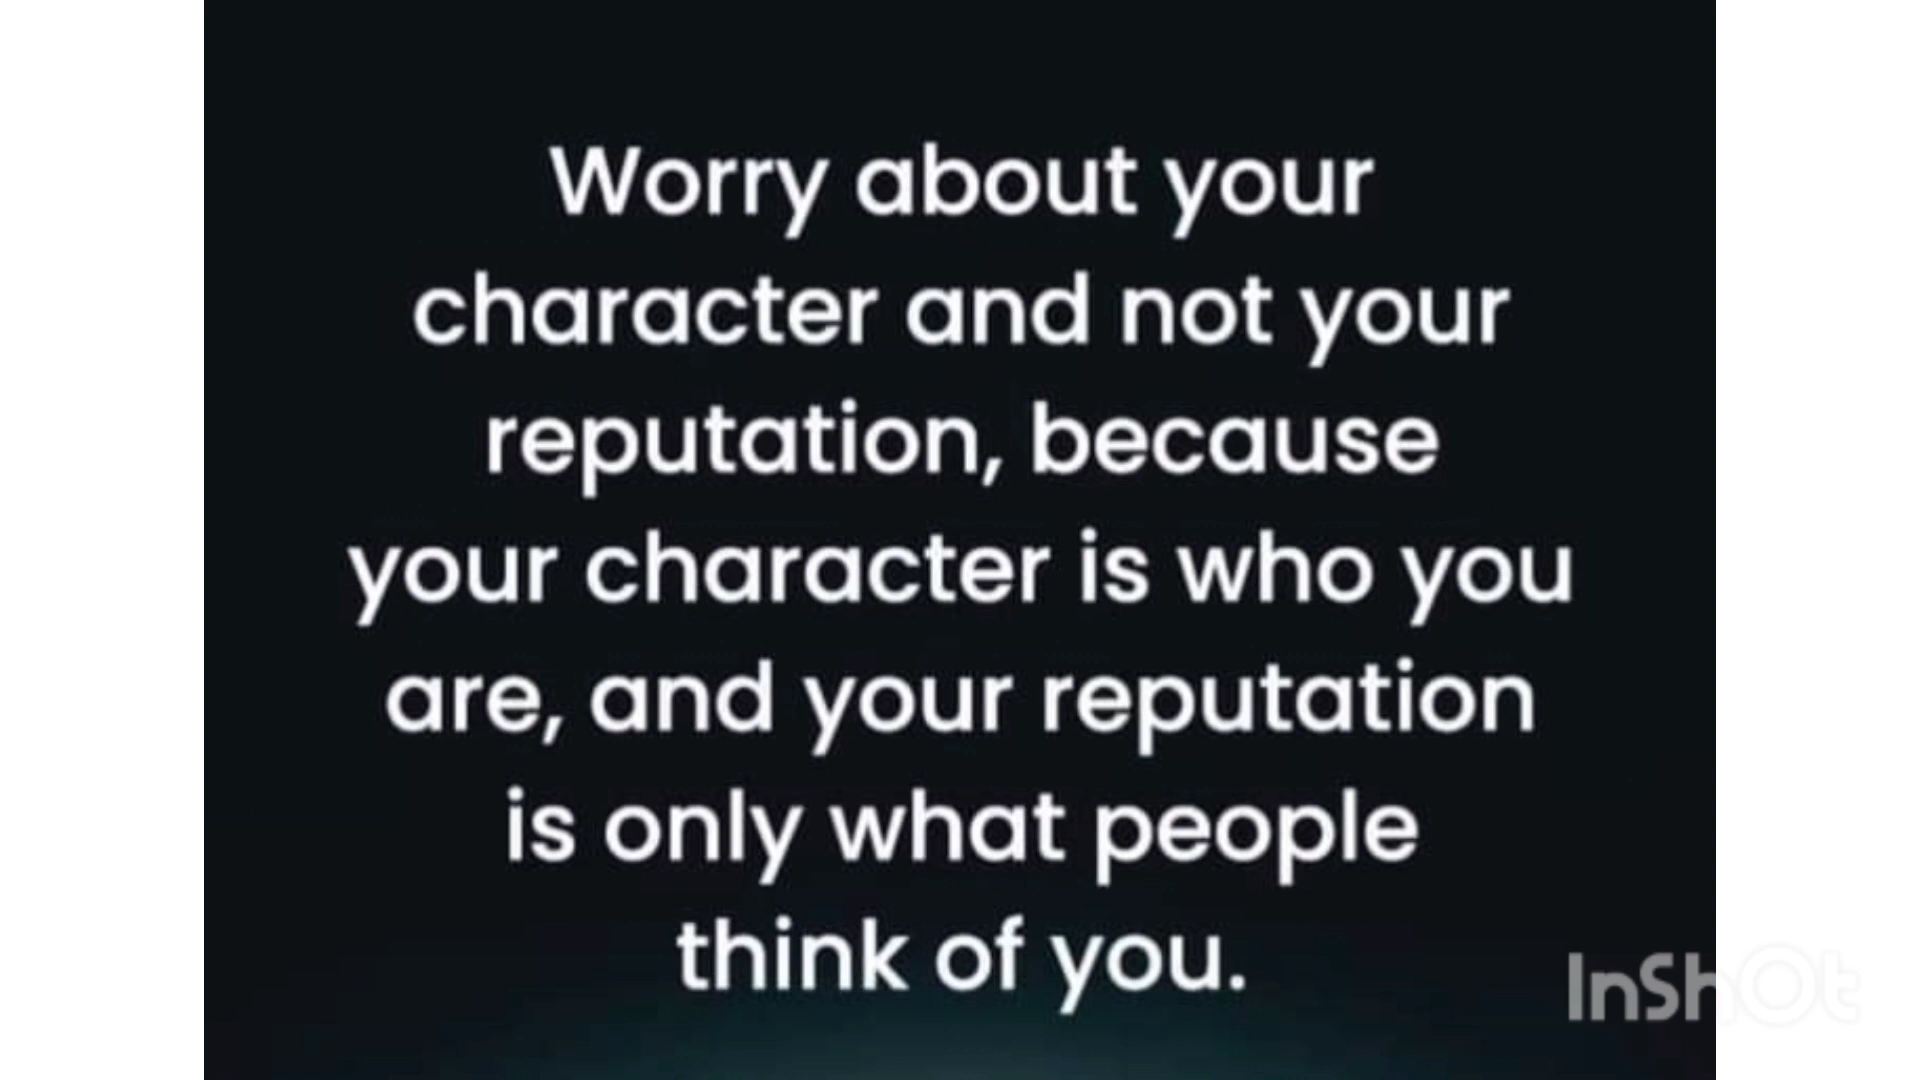 Worry about your
character and not your
reputation, because
your character is who you
are, and your reputation
is only what people
think of you.
InShOt